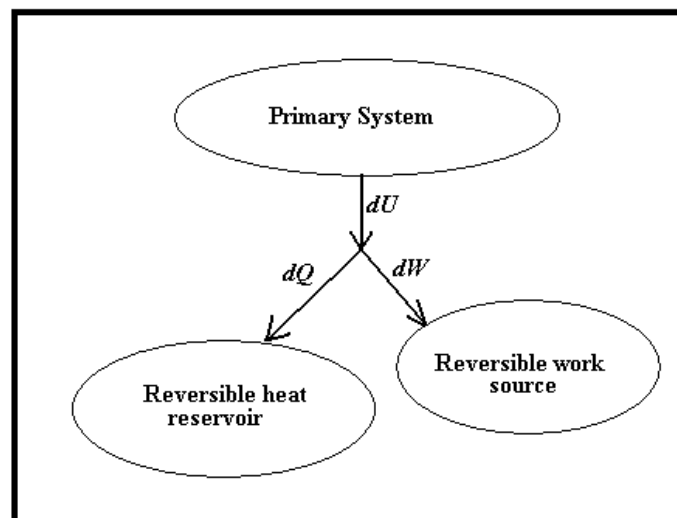 Primary System
dU
dQ
dW
Reversible heat
reservoir
Reversible work
source